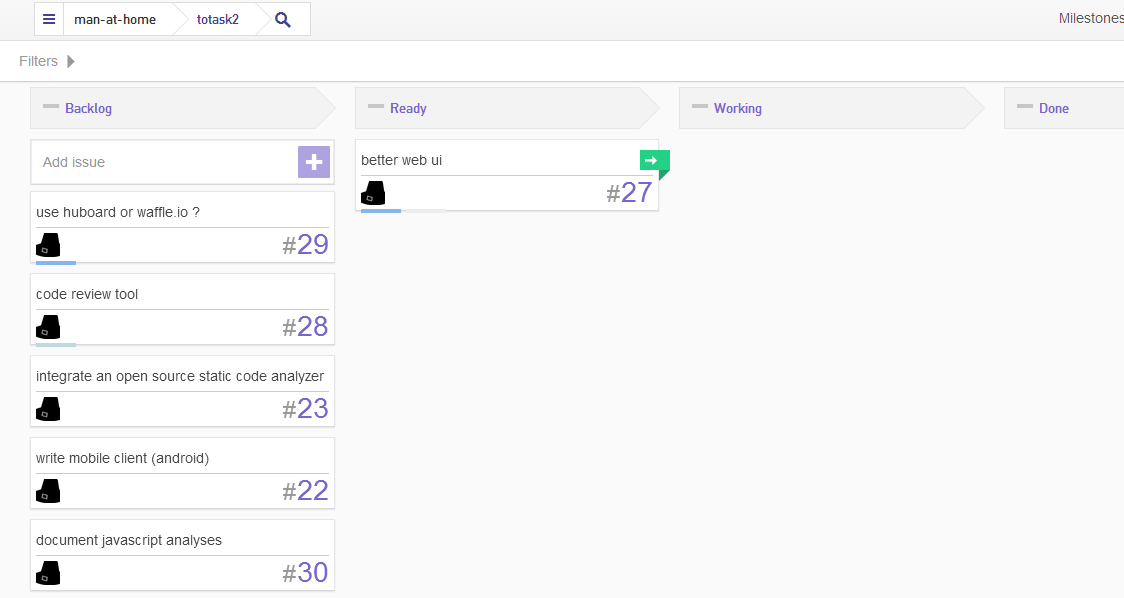 man-at-home totask2 Milestones
Filters
Backlog Ready Working Done
Add issue
use huboard or waffle.io ?
#29
code review tool
#28
integrate an open source static code analyzer
#23
write mobile client (android)
#22
document javascript analyses
#30
better web ui
#27